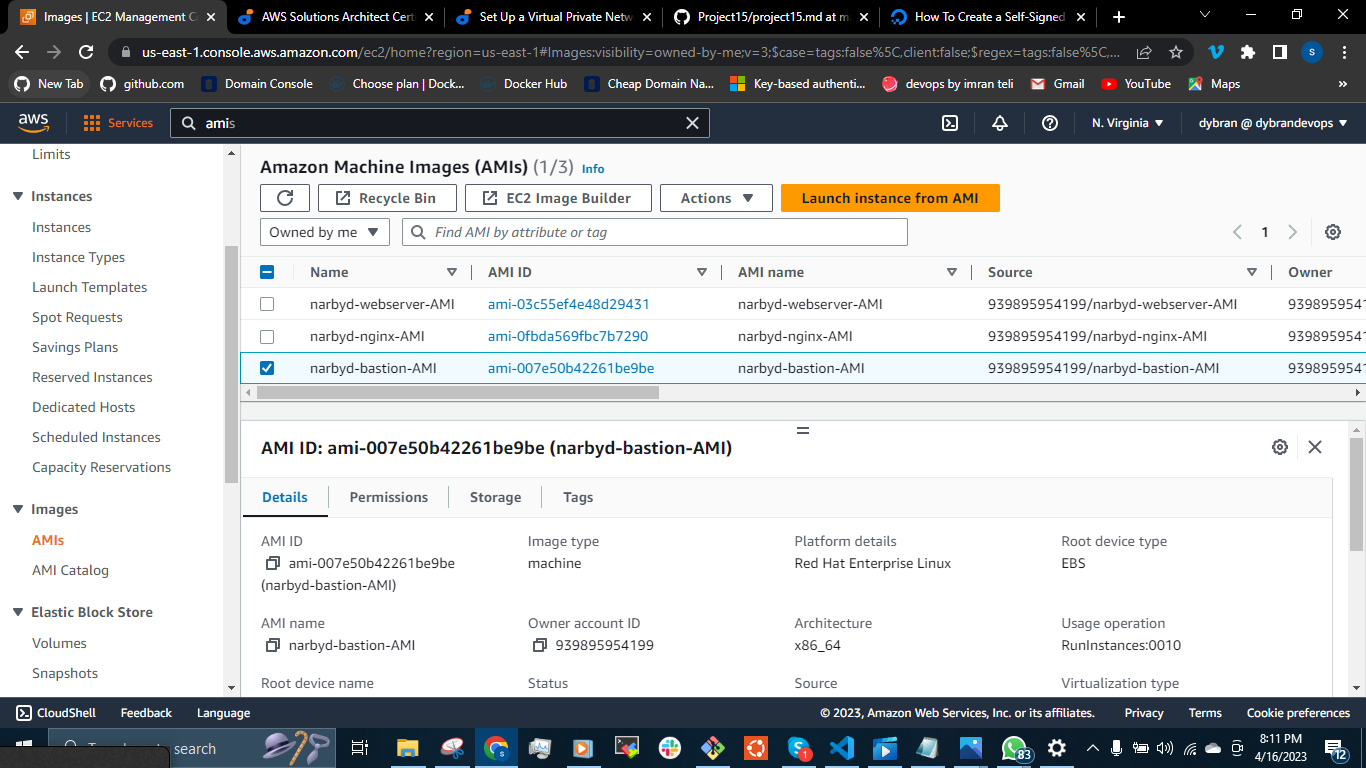 Images | EC2 Management C
AWS Solutions Architect Cert
Set Up a Virtual Private Netw
Project15/project15.md at m
How To Create a Self-Signed
us-east-1.console.aws.amazon.com/ec2/home?region=us-east-1#Images:visibility=owned-by-me;v=3;$case=tags:false%5C,client:false;$regex=tags:false%5C,...
S
New Tab
github.com
Domain Console
Choose plan | Dock...
Docker Hub
Cheap Domain Na...
Key-based authenti...
devops by imran teli
Gmail
YouTube
Maps
»
aws
Services
amis
N. Virginia
dybran @ dybrandevops
Limits
Instances
Instances
Instance Types
Launch Templates
Spot Requests
Savings Plans
Reserved Instances
Dedicated Hosts
Scheduled Instances
Capacity Reservations
Images
AMIs
AMI Catalog
Elastic Block Store
Volumes
Snapshots
Amazon Machine Images (AMIs) (1/3) Info
Recycle Bin
EC2 Image Builder
Actions
Launch instance from AMI
Owned by me
Find AMI by attribute or tag
1
Name AMI ID AMI name Source Owner
narbyd-webserver-AMI ami-03c55ef4e48d29431 narbyd-webserver-AMI 939895954199/narbyd-webserver-AMI 9398959541
narbyd-nginx-AMI ami-0fbda569fbc7b7290 narbyd-nginx-AMI 939895954199/narbyd-nginx-AMI 9398959541
narbyd-bastion-AMI ami-007e50b42261be9be narbyd-bastion-AMI 939895954199/narbyd-bastion-AMI 9398959541
AMI ID: ami-007e50b42261be9be (narbyd-bastion-AMI)
Details Permissions Storage Tags
AMI ID
ami-007e50b42261be9be
(narbyd-bastion-AMI)
Image type
machine
Platform details
Red Hat Enterprise Linux
Root device type
EBS
AMI name
narbyd-bastion-AMI
Owner account ID
939895954199
Architecture
x86_64
Usage operation
RunInstances:0010
Root device name
Status
Source
Virtualization type
CloudShell
Feedback
Language
© 2023, Amazon Web Services, Inc. or its affiliates.
Privacy
Terms
Cookie preferences
search
1
83
8:11 PM
4/16/2023
12